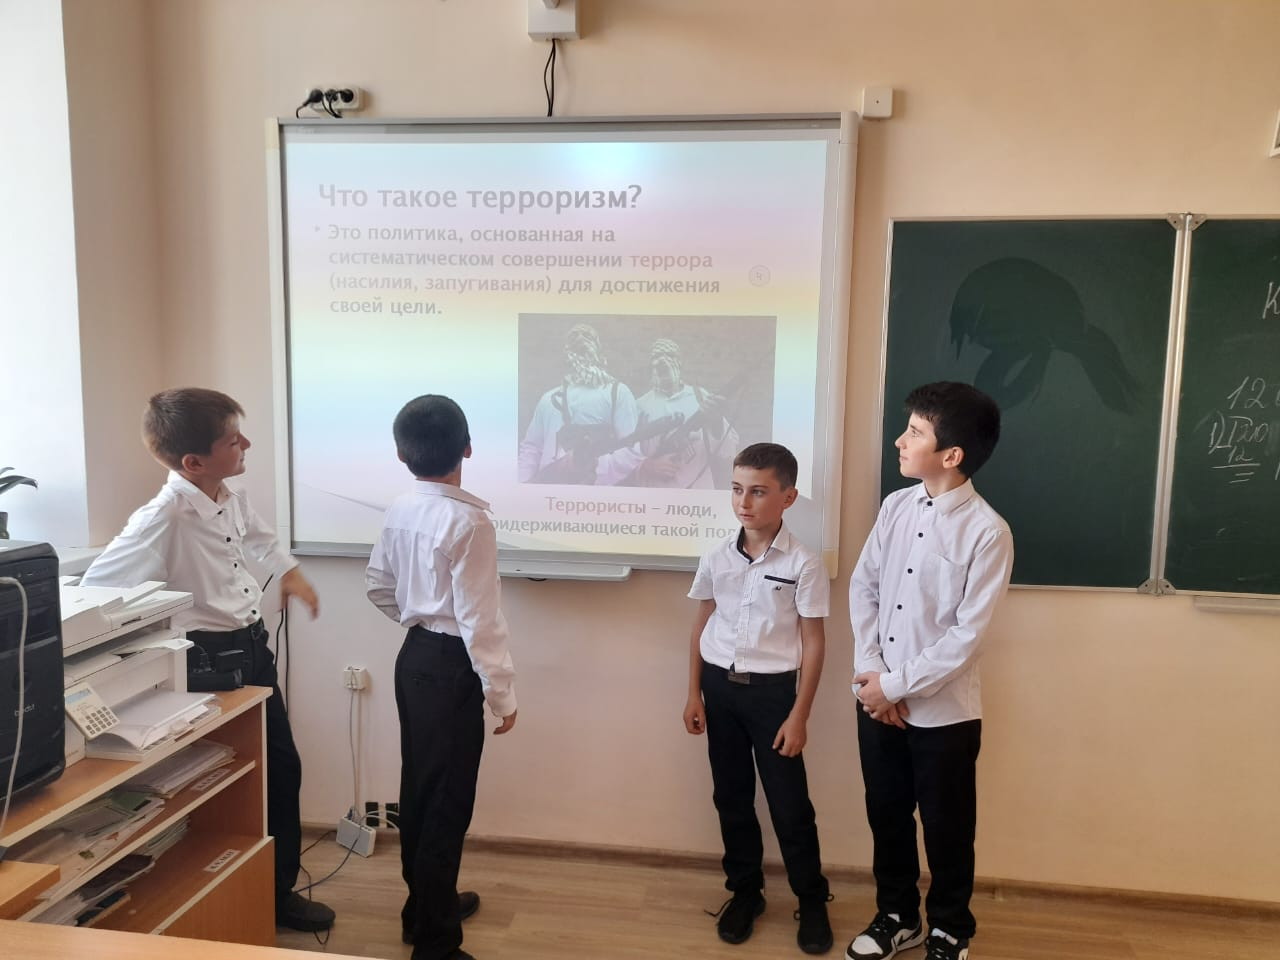 Что такое терроризм?
Это политика, основанная на
систематическом совершении террора
(насилия, запугивания) для достижения
своей цели.
Террористы – люди,
такой
12